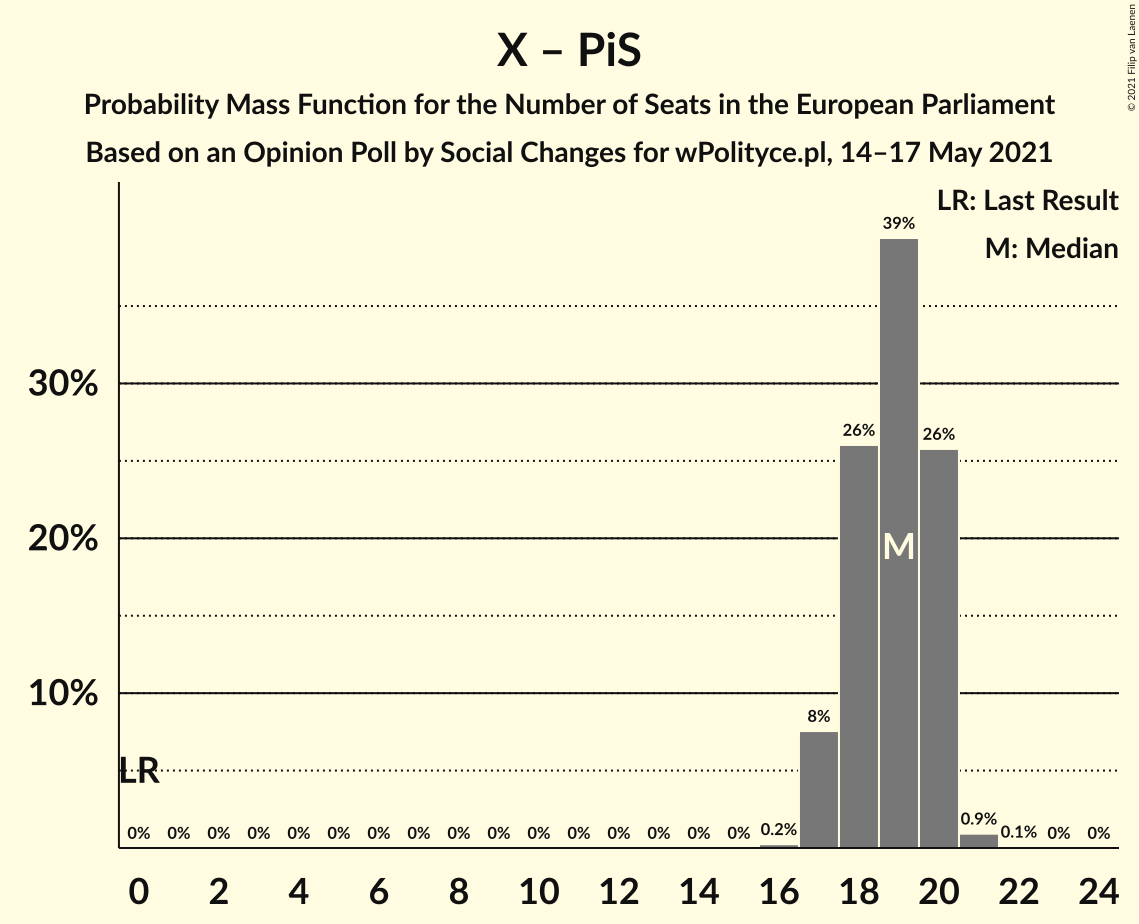 X – PiS
Probability Mass Function for the Number of Seats in the European Parliament
Based on an Opinion Poll by Social Changes for wPolityce.pl, 14–17 May 2021
© 2021 Filip van Laenen
LR: Last Result
M: Median
39%
30%
26%
26%
20%
M
10%
8%
LR
0% 0% 0% 0% 0% 0% 0% 0% 0% 0% 0% 0% 0% 0% 0% 0% 0.2% 0.9% 0.1% 0% 0%
0 2 4 6 8 10 12 14 16 18 20 22 24